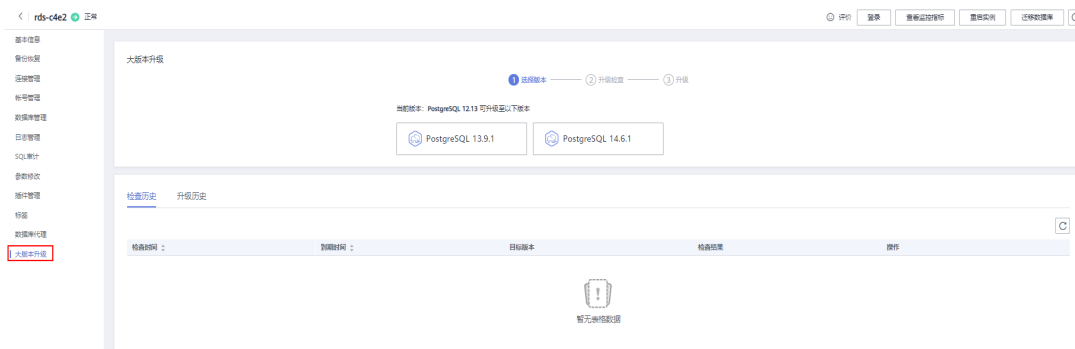 rds-c4e2 正常
评价 登录 查看监控指标 重启实例 迁移数据库
基本信息
备份恢复
连接管理
帐号管理
数据库管理
日志管理
SQL审计
参数修改
插件管理
标签
数据库代理
大版本升级
大版本升级
1 选择版本 2 升级检查 3 升级
当前版本: PostgreSQL 12.13 可升级至以下版本
PostgreSQL 13.9.1 PostgreSQL 14.6.1
检查历史 升级历史
检查时间 到期时间 目标版本 检查结果 操作
暂无表格数据